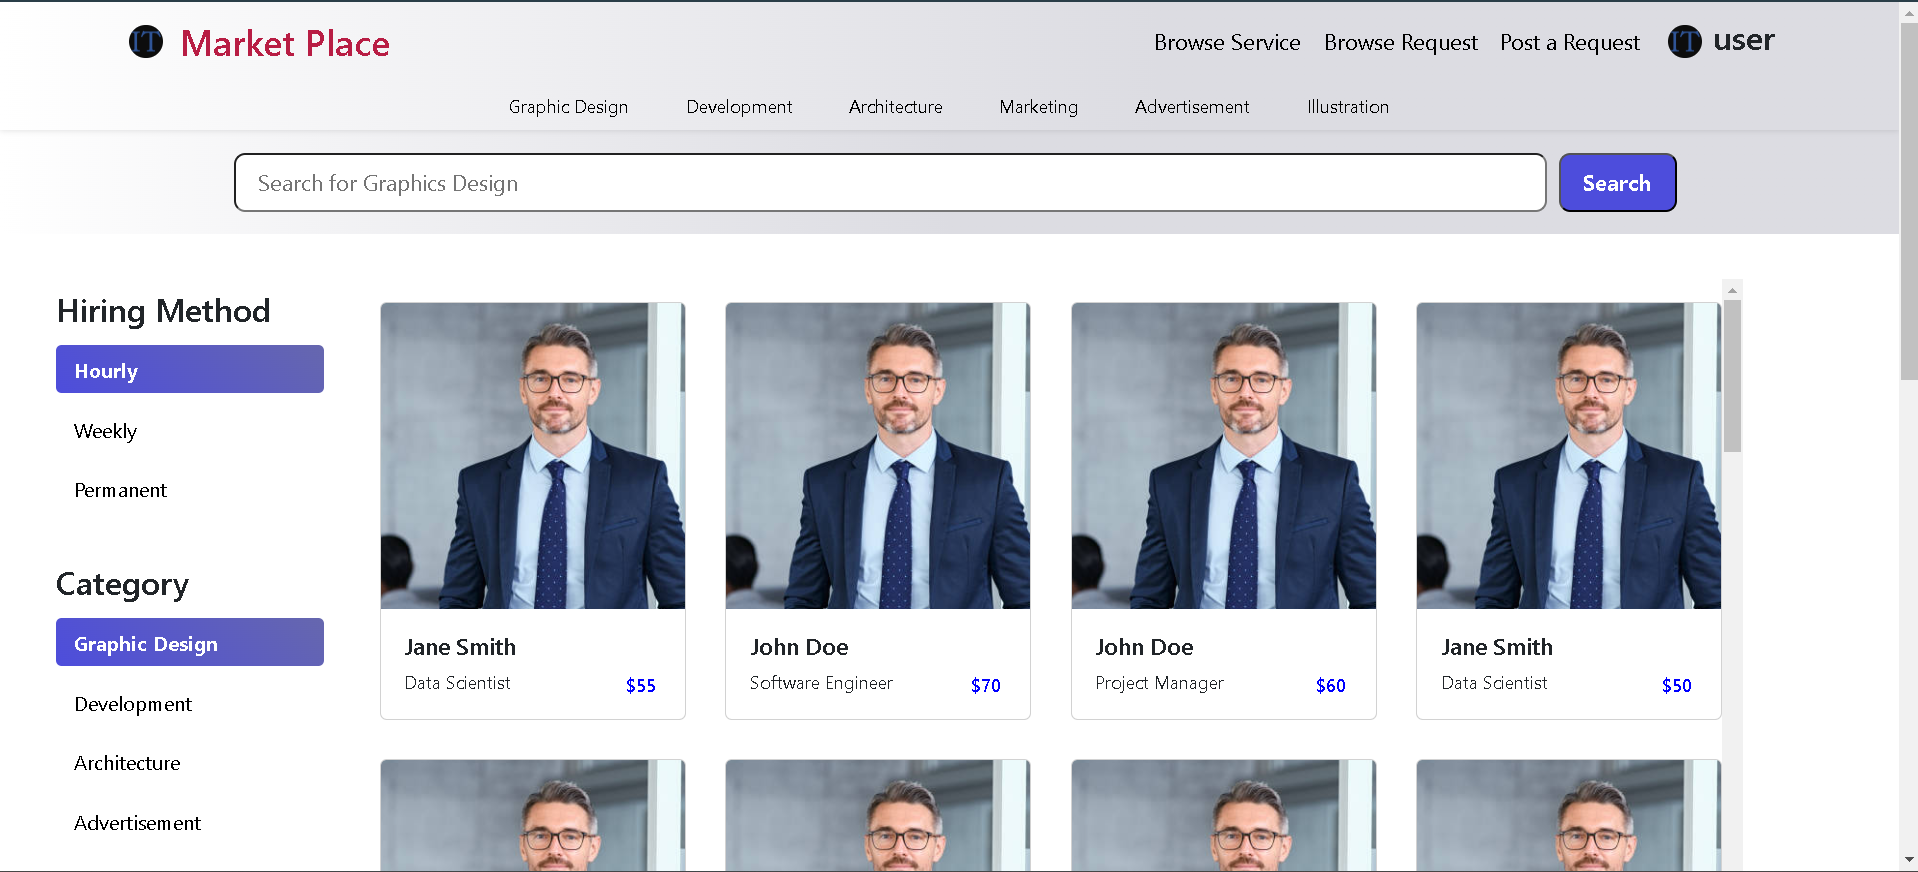 IT Market Place
Browse Service Browse Request Post a Request IT user
Graphic Design Development Architecture Marketing Advertisement Illustration
Search for Graphics Design Search
Hiring Method
Hourly
Weekly
Permanent
Category
Graphic Design
Development
Architecture
Advertisement
Jane Smith
Data Scientist $55
John Doe
Software Engineer $70
John Doe
Project Manager $60
Jane Smith
Data Scientist $50